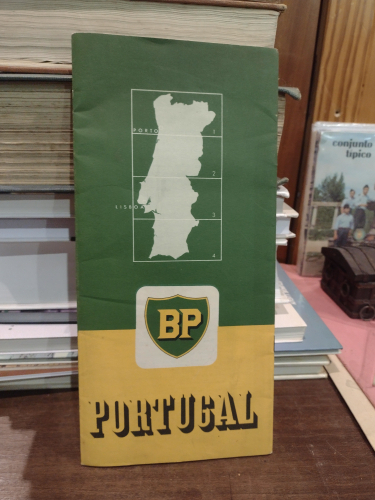 PORTO
1
2
LISBOA
3
4
BP
PORTUGAL
conjunto
típico